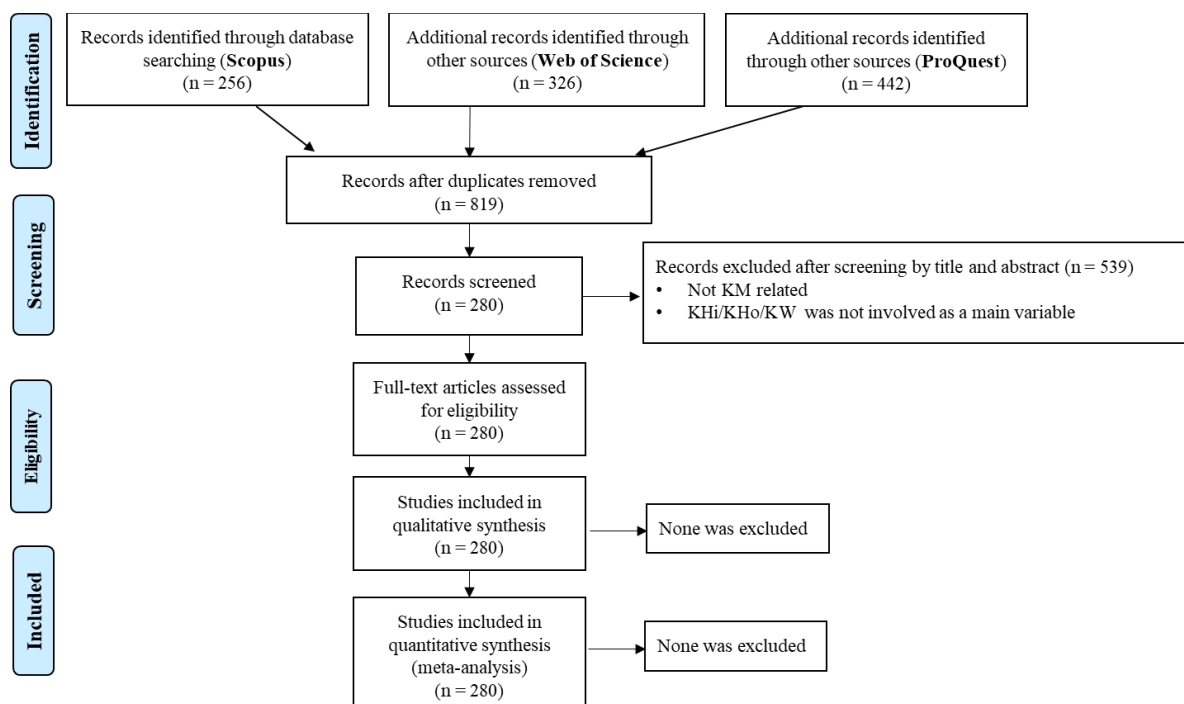 Identification
Records identified through database
searching (Scopus)
(n = 256)
Additional records identified through
other sources (Web of Science)
(n = 326)
Additional records identified
through other sources (ProQuest)
(n = 442)
Records after duplicates removed
(n = 819)
Screening
Records screened
(n = 280)
Records excluded after screening by title and abstract (n = 539)
• Not KM related
• KHi/KHo/KW was not involved as a main variable
Eligibility
Full-text articles assessed
for eligibility
(n = 280)
Studies included in
qualitative synthesis
(n = 280)
None was excluded
Included
Studies included in
quantitative synthesis
(meta-analysis)
(n = 280)
None was excluded